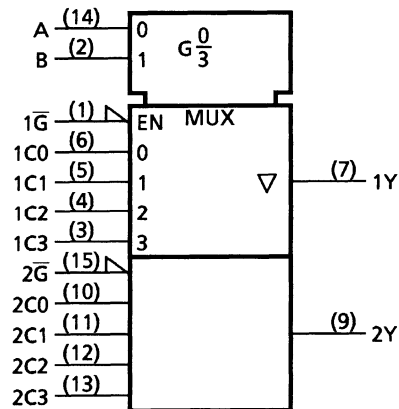 A (14) 0 G 0/3
B (2) 1
1G̅ (1) EN MUX
1C0 (6) 0
1C1 (5) 1 ▽ (7) 1Y
1C2 (4) 2
1C3 (3) 3
2G̅ (15)
2C0 (10)
2C1 (11) (9) 2Y
2C2 (12)
2C3 (13)